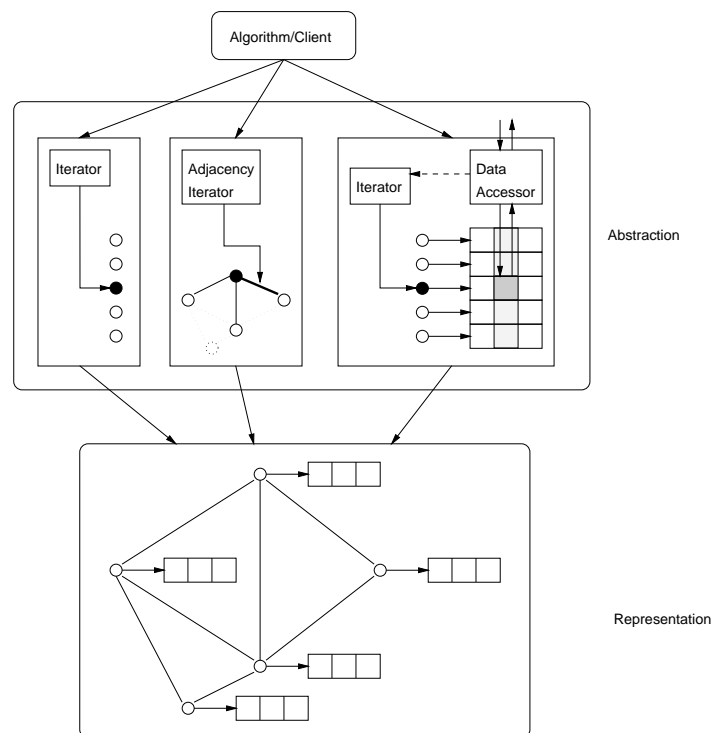 Algorithm/Client
Iterator
Adjacency
Iterator
Iterator
Data
Accessor
Abstraction
Representation